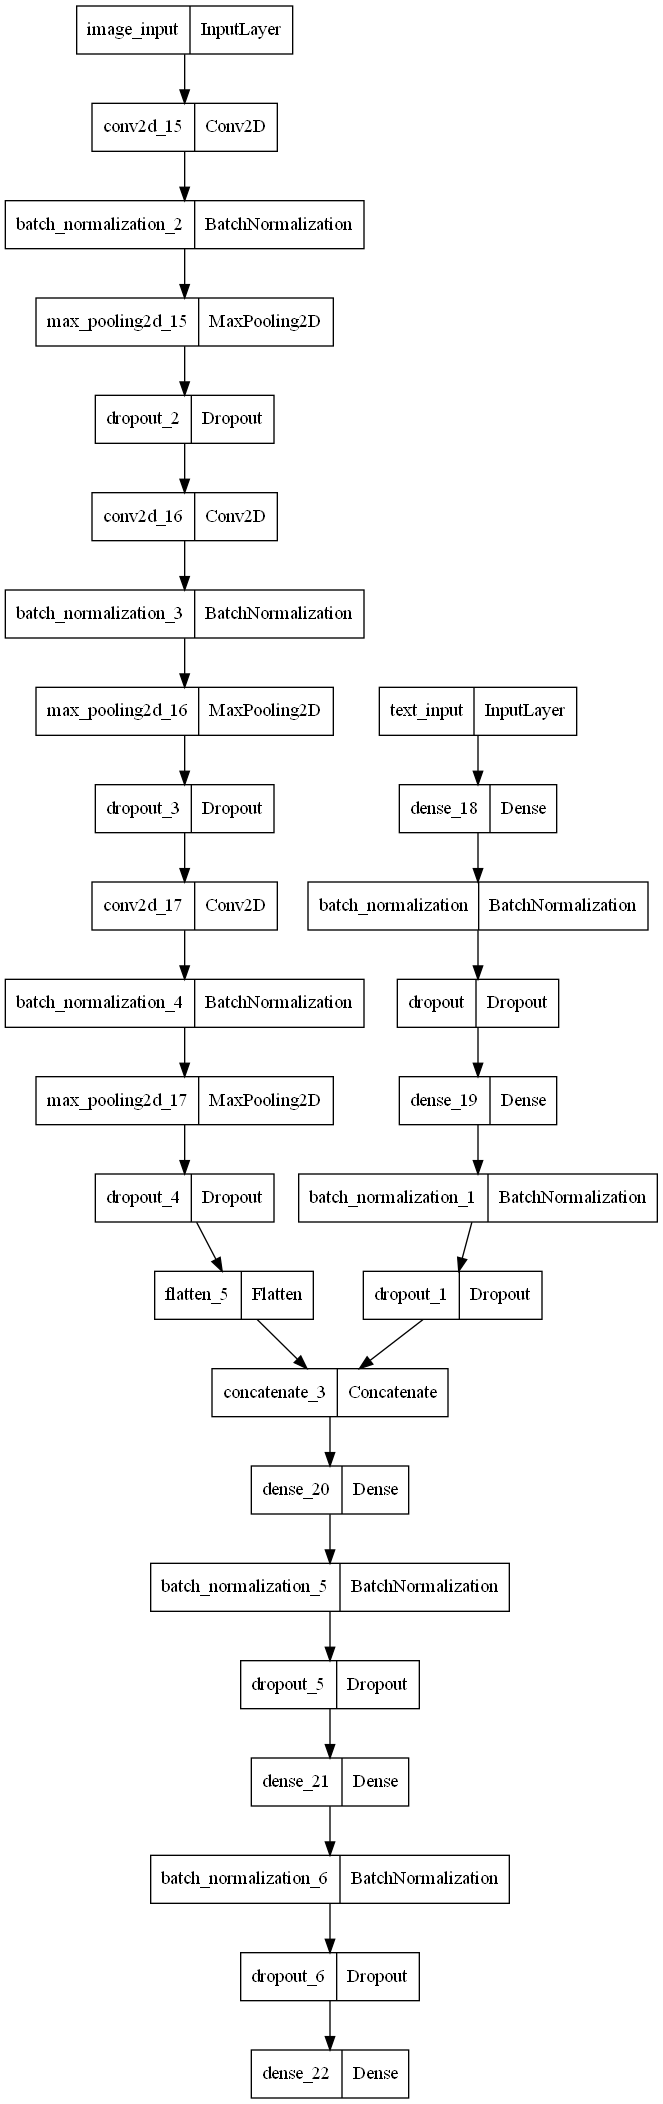 image_input InputLayer
conv2d_15 Conv2D
batch_normalization_2 BatchNormalization
max_pooling2d_15 MaxPooling2D
dropout_2 Dropout
conv2d_16 Conv2D
batch_normalization_3 BatchNormalization
max_pooling2d_16 MaxPooling2D
text_input InputLayer
dropout_3 Dropout
dense_18 Dense
conv2d_17 Conv2D
batch_normalization BatchNormalization
batch_normalization_4 BatchNormalization
dropout Dropout
max_pooling2d_17 MaxPooling2D
dense_19 Dense
dropout_4 Dropout
batch_normalization_1 BatchNormalization
flatten_5 Flatten
dropout_1 Dropout
concatenate_3 Concatenate
dense_20 Dense
batch_normalization_5 BatchNormalization
dropout_5 Dropout
dense_21 Dense
batch_normalization_6 BatchNormalization
dropout_6 Dropout
dense_22 Dense